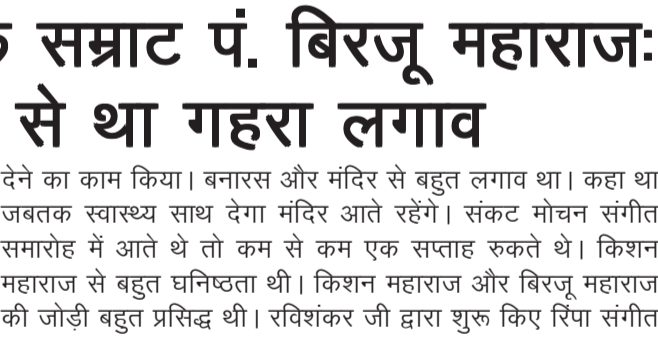 सम्राट पं. बिरजू महाराजः
से था गहरा लगाव
देने का काम किया। बनारस और मंदिर से बहुत लगाव था। कहा था
जबतक स्वास्थ्य साथ देगा मंदिर आते रहेंगे। संकट मोचन संगीत
समारोह में आते थे तो कम से कम एक सप्ताह रुकते थे। किशन
महाराज से बहुत घनिष्ठता थी। किशन महाराज और बिरजू महाराज
की जोड़ी बहुत प्रसिद्ध थी। रविशंकर जी द्वारा शुरू किए रिंपा संगीत